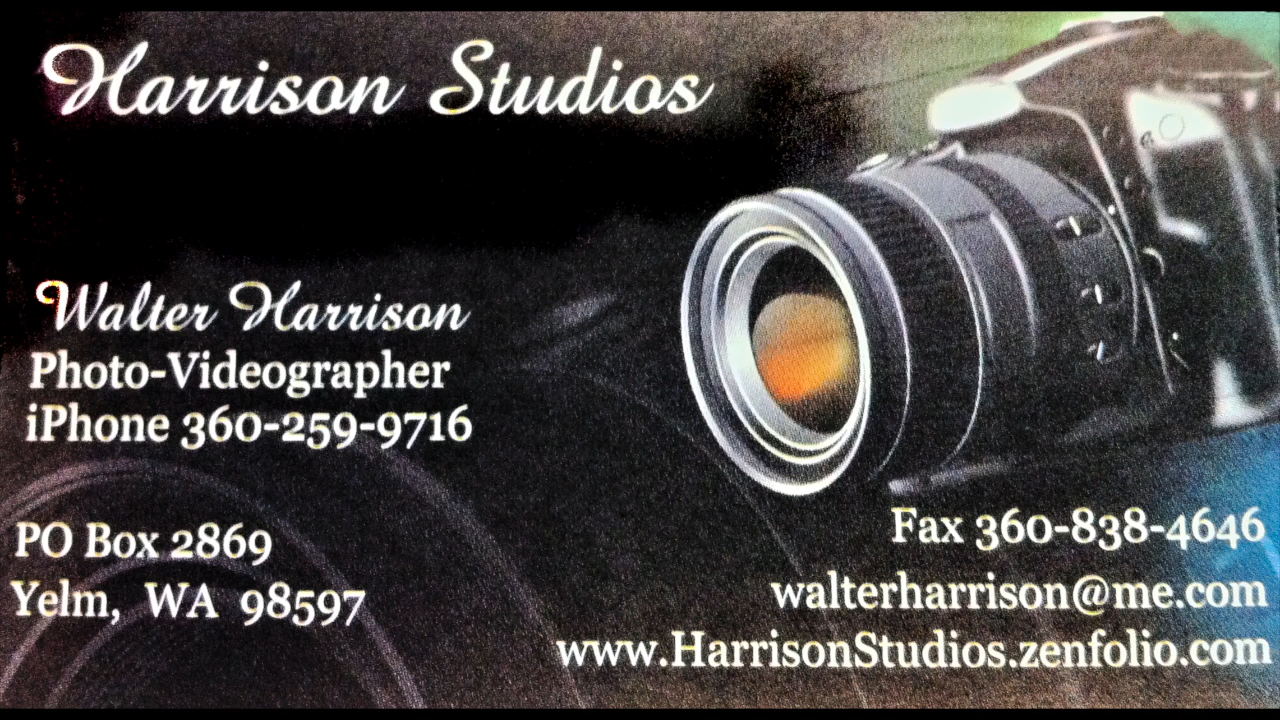 Harrison Studios
Walter Harrison
Photo-Videographer
iPhone 360-259-9716
PO Box 2869
Yelm, WA 98597
Fax 360-838-4646
walterharrison@me.com
www.HarrisonStudios.zenfolio.com